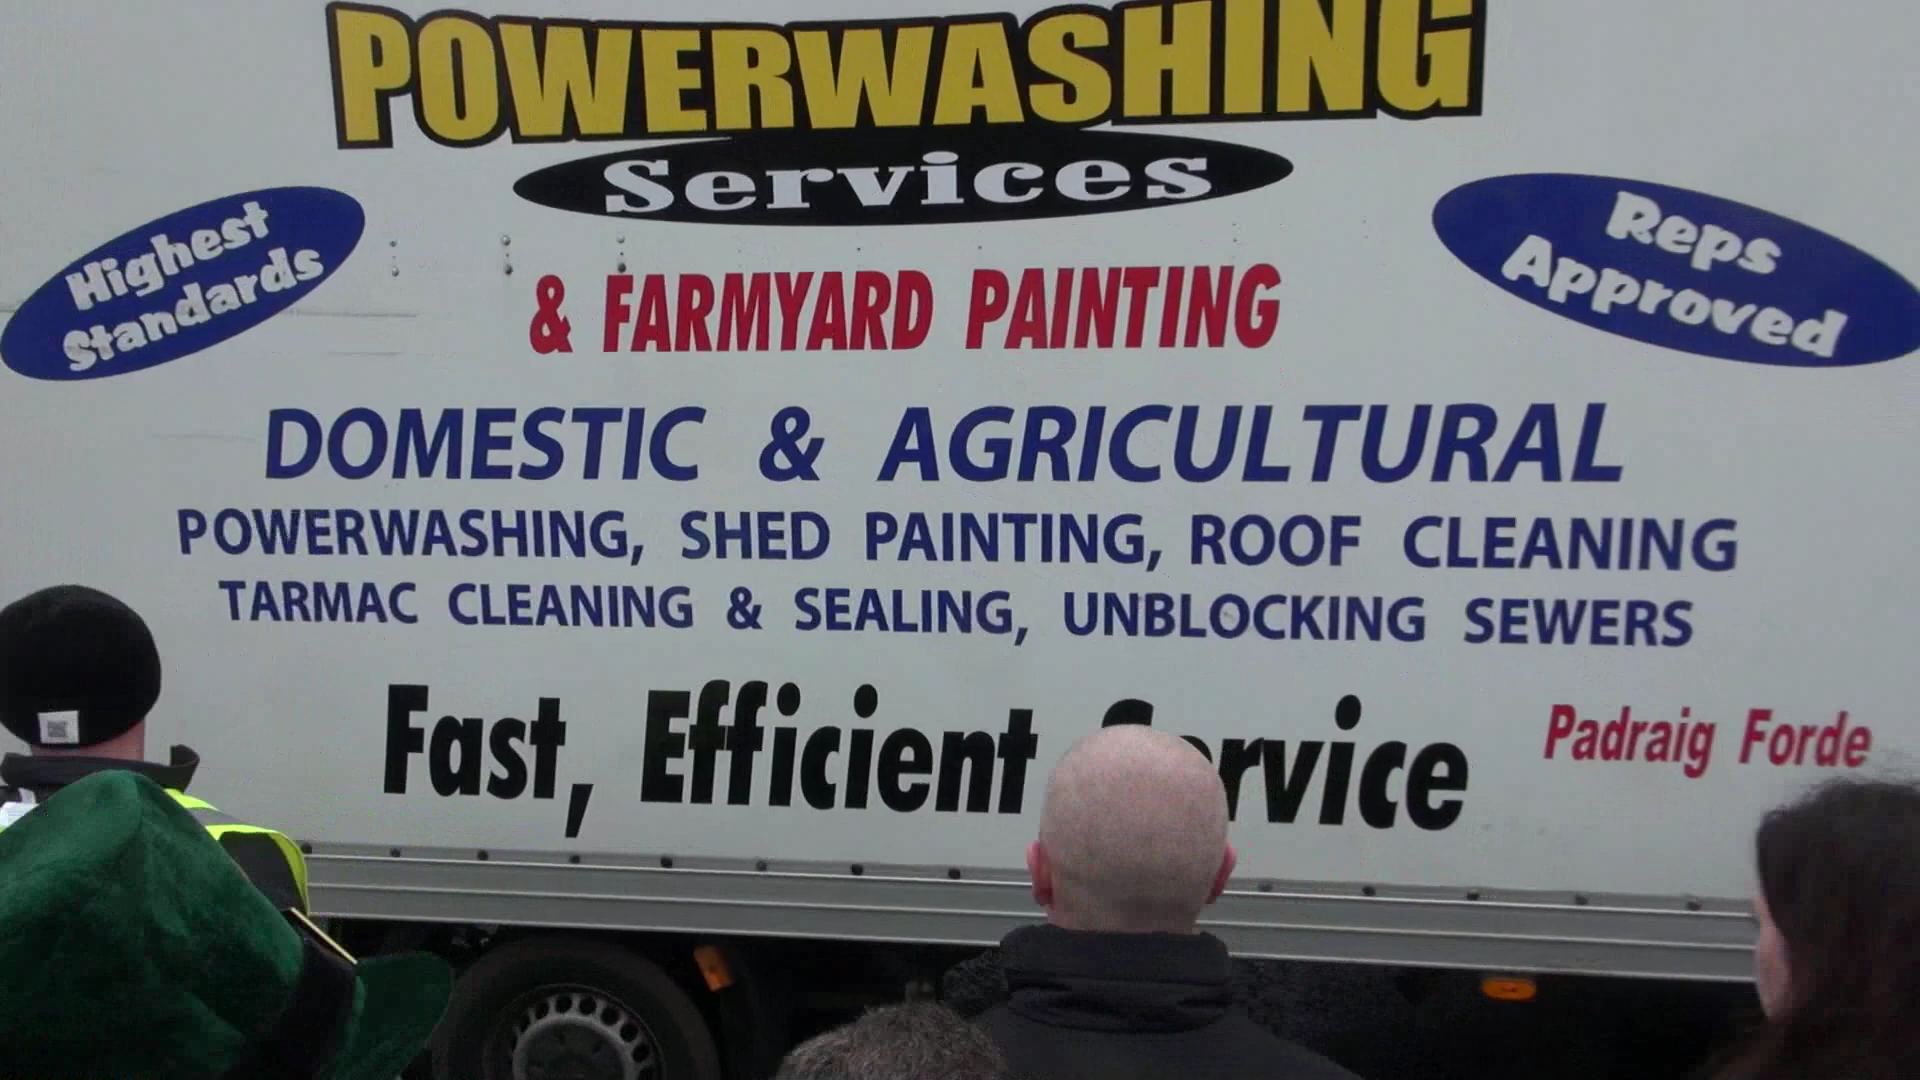 POWERWASHING
Services
Highest
Standards
Reps
Approved
& FARMYARD PAINTING
DOMESTIC & AGRICULTURAL
POWERWASHING, SHED PAINTING, ROOF CLEANING
TARMAC CLEANING & SEALING, UNBLOCKING SEWERS
Fast, Efficient Service
Padraig Forde